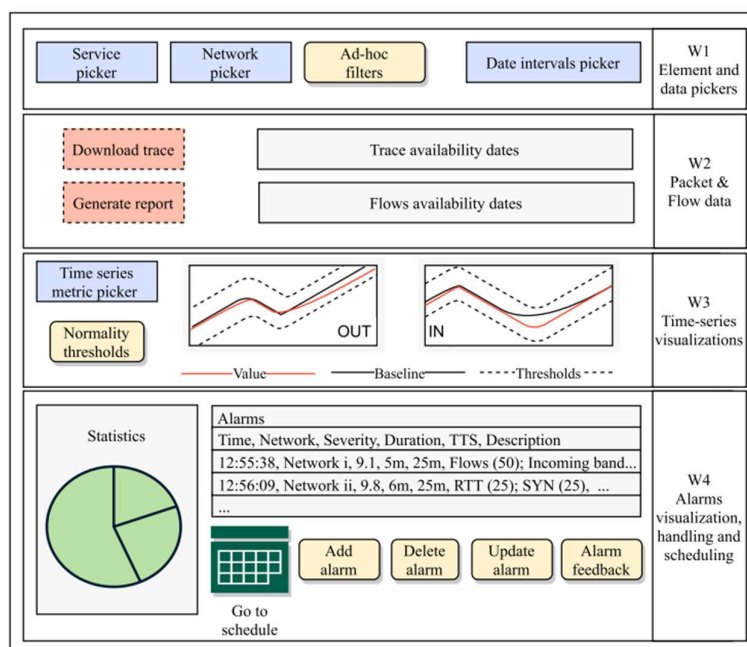 Service
picker
Network
picker
Ad-hoc
filters
Date intervals picker
W1
Element and
data pickers
Download trace
Trace availability dates
Generate report
Flows availability dates
W2
Packet &
Flow data
Time series
metric picker
Normality
thresholds
OUT
IN
Value
Baseline
Thresholds
W3
Time-series
visualizations
Statistics
Alarms
Time, Network, Severity, Duration, TTS, Description
12:55:38, Network i, 9.1, 5m, 25m, Flows (50); Incoming band...
12:56:09, Network ii, 9.8, 6m, 25m, RTT (25); SYN (25), ...
...
Go to
schedule
Add
alarm
Delete
alarm
Update
alarm
Alarm
feedback
W4
Alarms
visualization,
handling and
scheduling